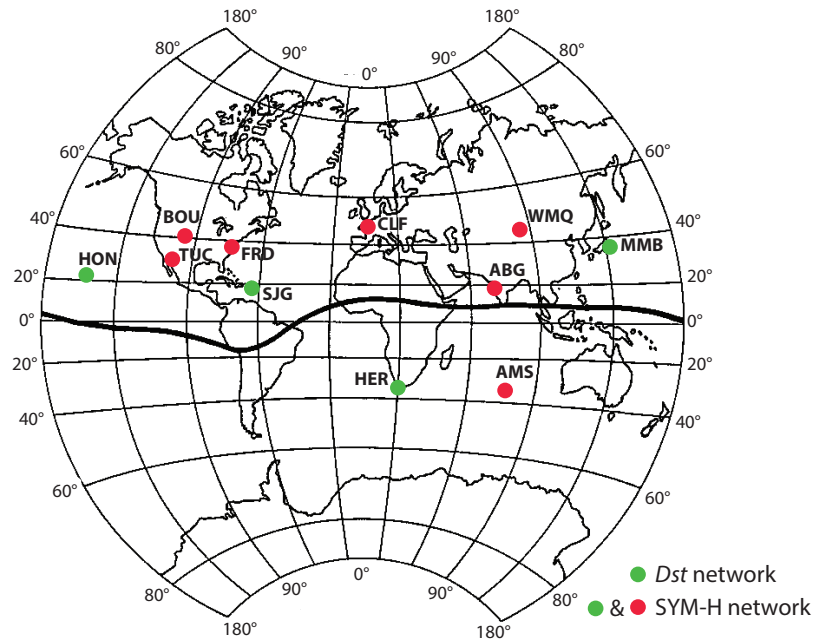 180° 180°
80° 90° 90° 80°
0°
60° 60°
BOU CLF WMQ
40° 40°
HON TUC FRD MMB
20° ABG 20°
SJG
0° 0°
20° 20°
HER AMS
40° 40°
60° 60°
0°
80° 90° 90° 80°
180° 180°
Dst network
& SYM-H network